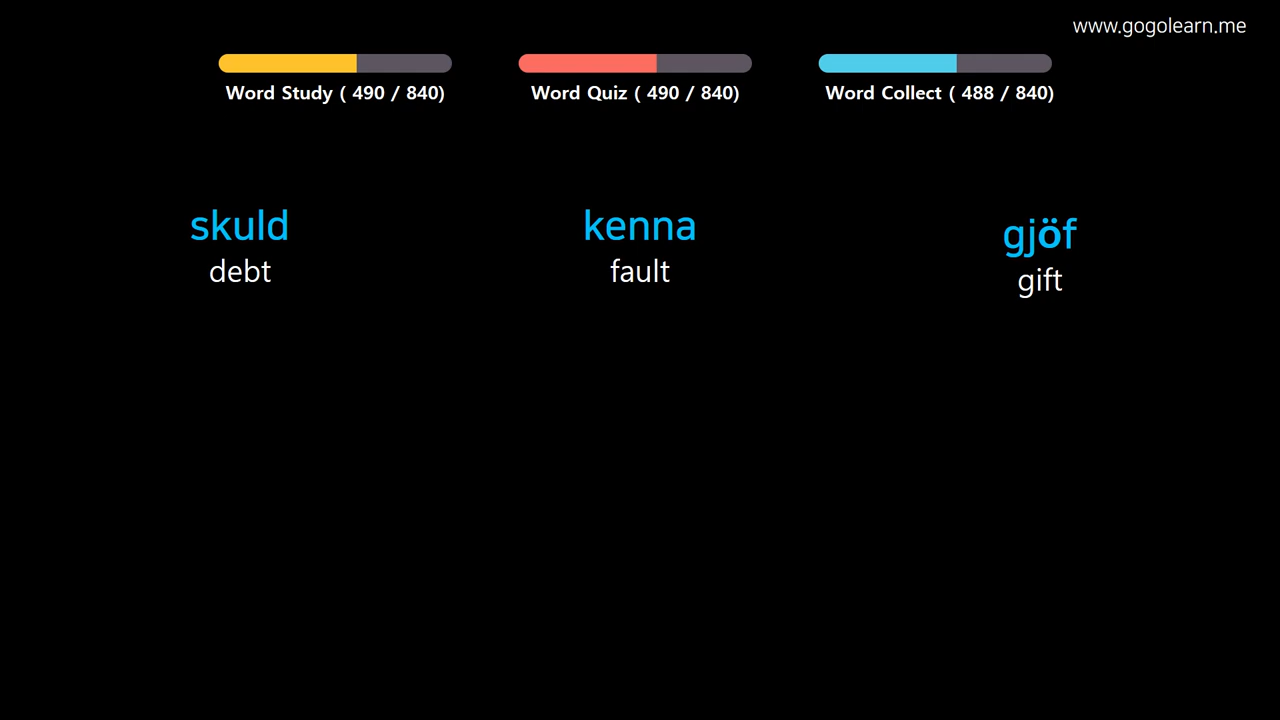 www.gogolearn.me
Word Study ( 490 / 840)
Word Quiz ( 490 / 840)
Word Collect ( 488 / 840)
skuld
debt
kenna
fault
gjöf
gift